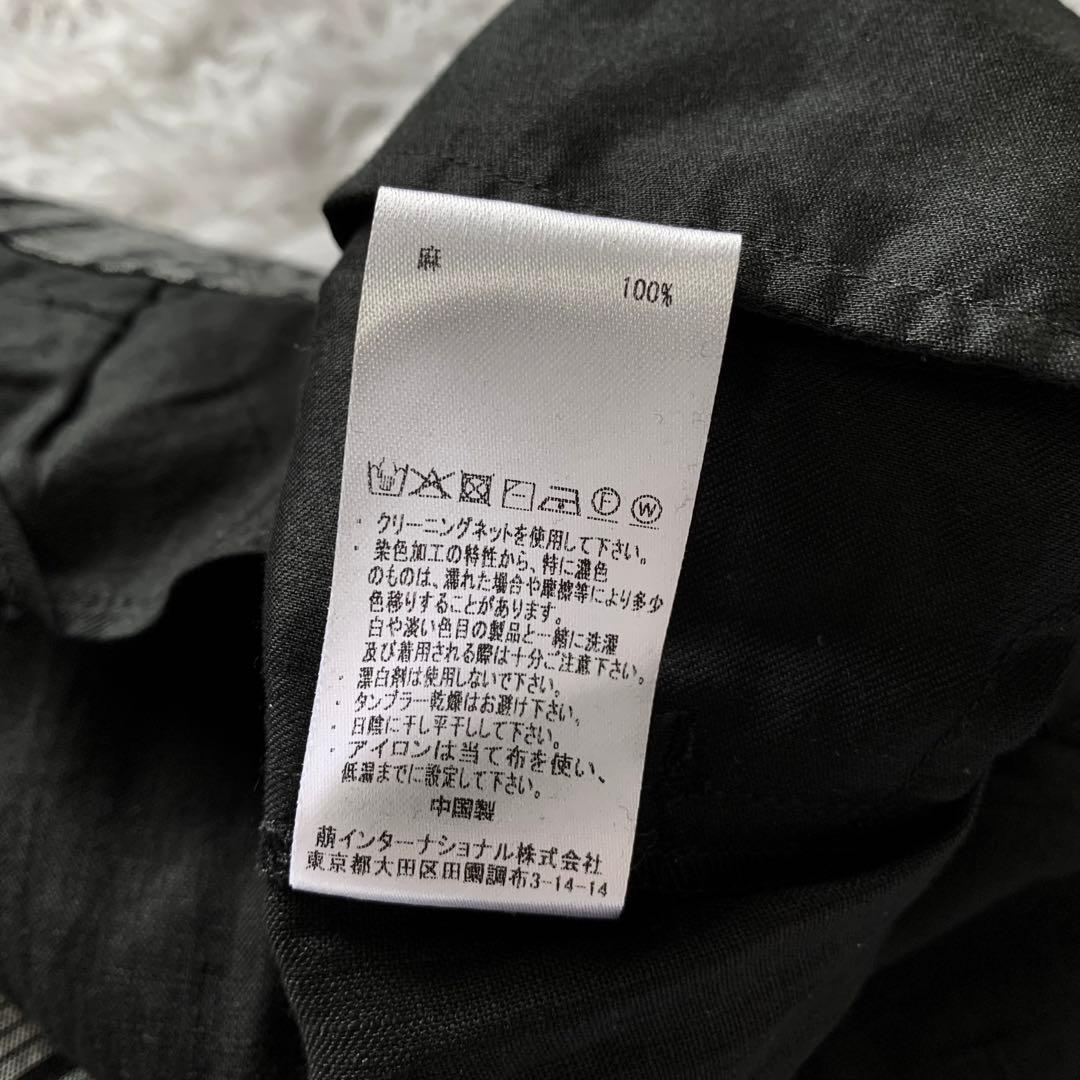 麻
100%
F W
・クリーニングネットを使用して下さい。
・染色加工の特性から、特に濃色
のものは、濡れた場合や摩擦等により多少
色移りすることがあります。
白や淡い色目の製品と一緒に洗濯
及び着用される際は十分ご注意下さい。
・漂白剤は使用しないで下さい。
・タンブラー乾燥はお避け下さい。
・日陰に干し平干しして下さい。
・アイロンは当て布を使い、
低温までに設定して下さい。
中国製
萠インターナショナル株式会社
東京都大田区田園調布3-14-14